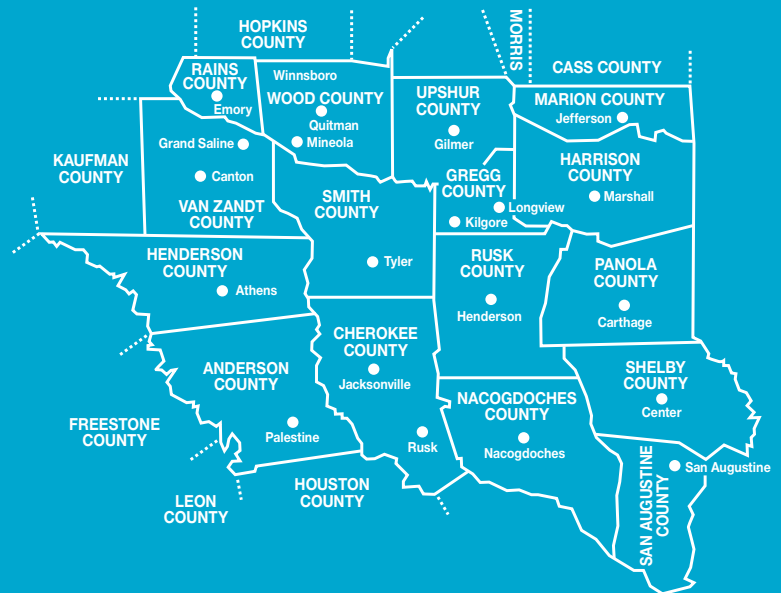 HOPKINS
COUNTY
MORRIS
CASS COUNTY
RAINS
COUNTY
Emory
Winnsboro
WOOD COUNTY
Quitman
Mineola
UPSHUR
COUNTY
Gilmer
MARION COUNTY
Jefferson
KAUFMAN
COUNTY
Grand Saline
Canton
VAN ZANDT
COUNTY
SMITH
COUNTY
Tyler
GREGG
COUNTY
Longview
Kilgore
HARRISON
COUNTY
Marshall
HENDERSON
COUNTY
Athens
RUSK
COUNTY
Henderson
PANOLA
COUNTY
Carthage
ANDERSON
COUNTY
Palestine
CHEROKEE
COUNTY
Jacksonville
Rusk
NACOGDOCHES
COUNTY
Nacogdoches
SHELBY
COUNTY
Center
FREESTONE
COUNTY
LEON
COUNTY
HOUSTON
COUNTY
SAN AUGUSTINE
COUNTY
San Augustine